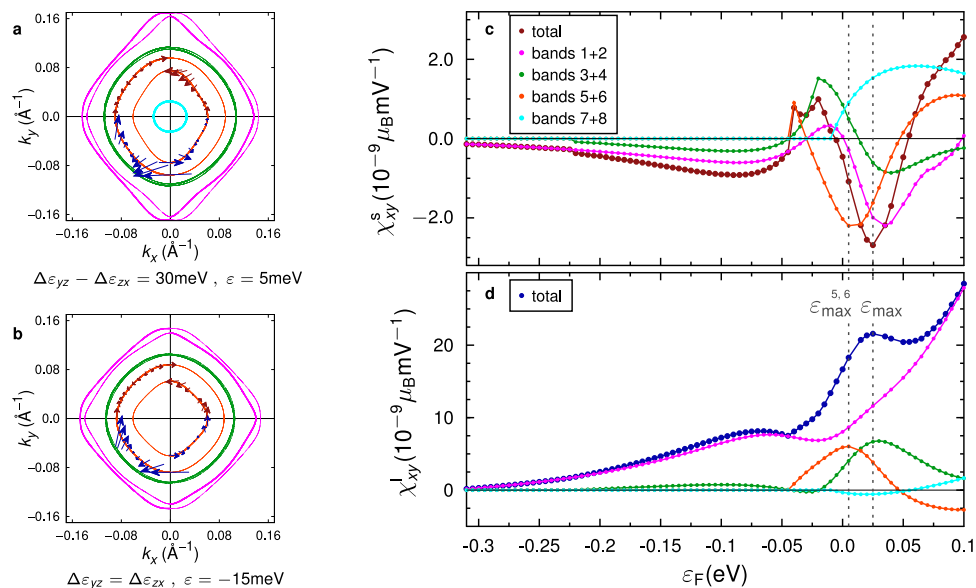 a
0.16
0.08
0.00
−0.08
−0.16
k_y (Å⁻¹)
−0.16 −0.08 0.00 0.08 0.16
k_x (Å⁻¹)
Δε_yz − Δε_zx = 30meV , ε = 5meV
b
0.16
0.08
0.00
−0.08
−0.16
k_y (Å⁻¹)
−0.16 −0.08 0.00 0.08 0.16
k_x (Å⁻¹)
Δε_yz = Δε_zx , ε = −15meV
c
total
bands 1+2
bands 3+4
bands 5+6
bands 7+8
2.0
0.0
−2.0
χ^s_xy(10⁻⁹ μ_B mV⁻¹)
d
total
ε^5,6_max ε_max
20
10
0
χ^l_xy(10⁻⁹ μ_B mV⁻¹)
-0.3 -0.25 -0.2 -0.15 -0.1 -0.05 0.0 0.05 0.1
ε_F(eV)